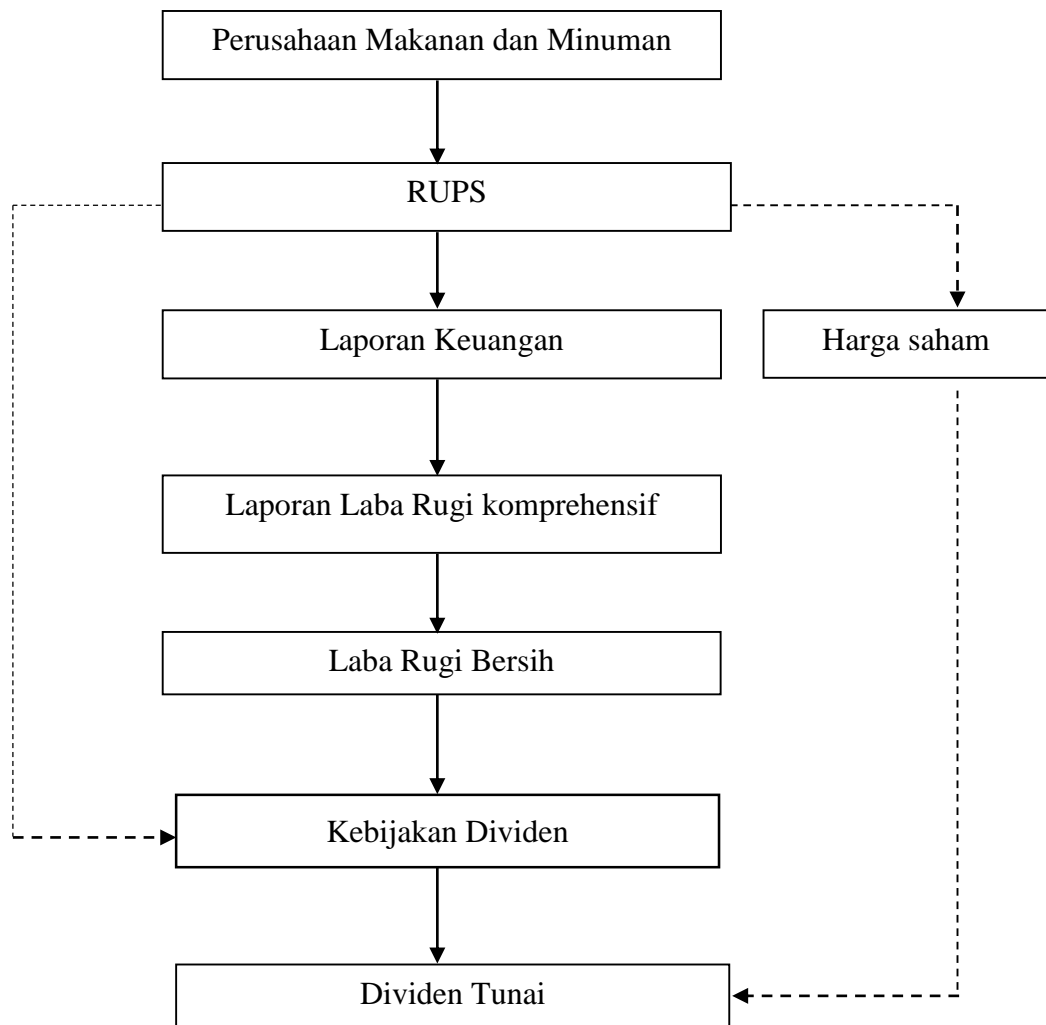 Perusahaan Makanan dan Minuman
RUPS
Laporan Keuangan
Harga saham
Laporan Laba Rugi komprehensif
Laba Rugi Bersih
Kebijakan Dividen
Dividen Tunai